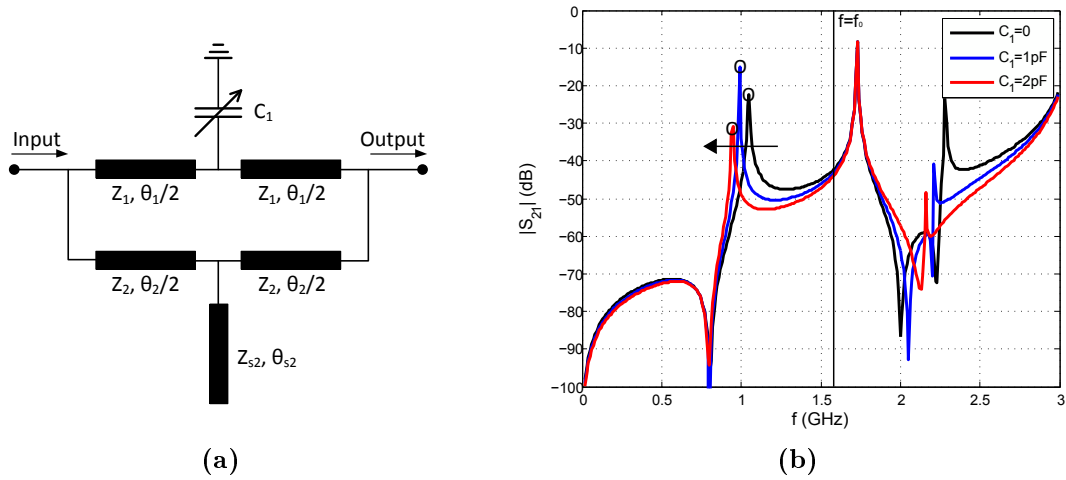 C₁
Input
Output
Z₁, θ₁/2
Z₁, θ₁/2
Z₂, θ₂/2
Z₂, θ₂/2
Zₛ₂, θₛ₂
(a)
f=f₀
C₁=0
C₁=1pF
C₁=2pF
0
−10
−20
−30
−40
−50
−60
−70
−80
−90
−100
|S₂₁| (dB)
0
0.5
1
1.5
2
2.5
3
f (GHz)
(b)